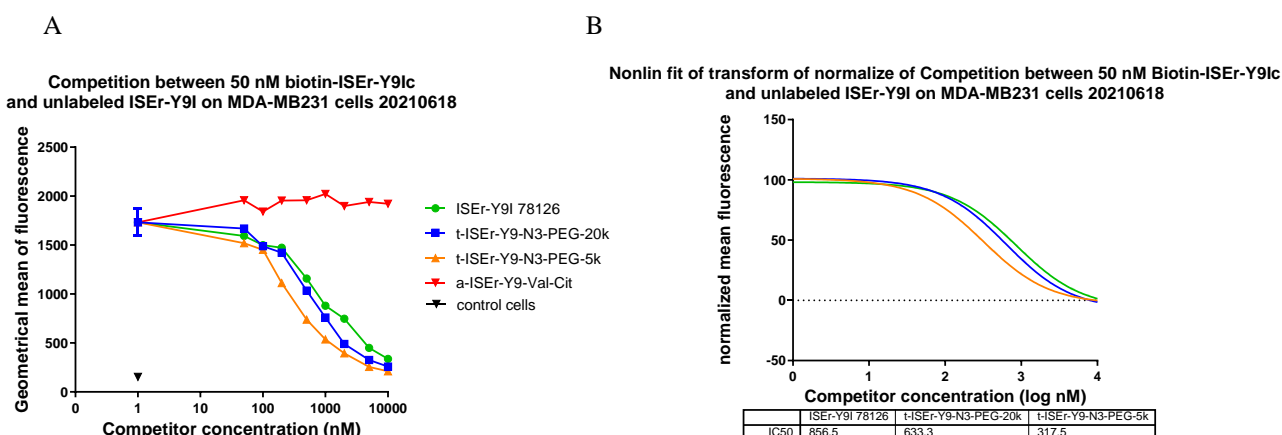 A
B
Competition between 50 nM biotin-ISEr-Y9Ic
and unlabeled ISEr-Y9I on MDA-MB231 cells 20210618
Geometrical mean of fluorescence
2500
2000
1500
1000
500
0
0 1 10 100 1000 10000
Competitor concentration (nM)
ISEr-Y9I 78126
t-ISEr-Y9-N3-PEG-20k
t-ISEr-Y9-N3-PEG-5k
a-ISEr-Y9-Val-Cit
control cells
Nonlin fit of transform of normalize of Competition between 50 nM Biotin-ISEr-Y9Ic
and unlabeled ISEr-Y9I on MDA-MB231 cells 20210618
normalized mean fluorescence
150
100
50
0
-50
0 1 2 3 4
Competitor concentration (log nM)
ISEr-Y9I 78126 t-ISEr-Y9-N3-PEG-20k t-ISEr-Y9-N3-PEG-5k
IC50 856.5 633.3 317.5